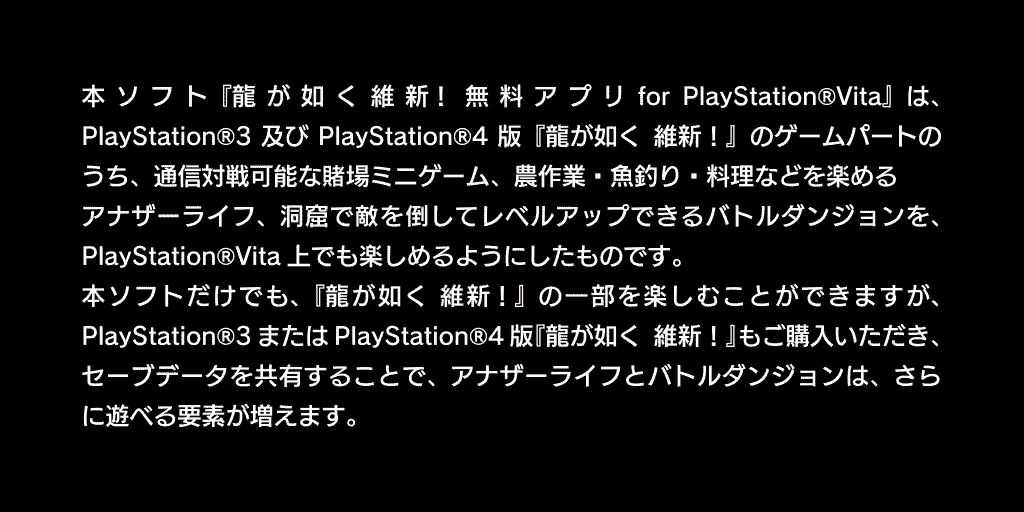 本ソフト『龍が如く維新！無料アプリ for PlayStation®Vita』は、
PlayStation®3 及び PlayStation®4 版『龍が如く 維新！』のゲームパートの
うち、通信対戦可能な賭場ミニゲーム、農作業・魚釣り・料理などを楽める
アナザーライフ、洞窟で敵を倒してレベルアップできるバトルダンジョンを、
PlayStation®Vita 上でも楽しめるようにしたものです。
本ソフトだけでも、『龍が如く 維新！』の一部を楽しむことができますが、
PlayStation®3 または PlayStation®4 版『龍が如く 維新！』もご購入いただき、
セーブデータを共有することで、アナザーライフとバトルダンジョンは、さら
に遊べる要素が増えます。